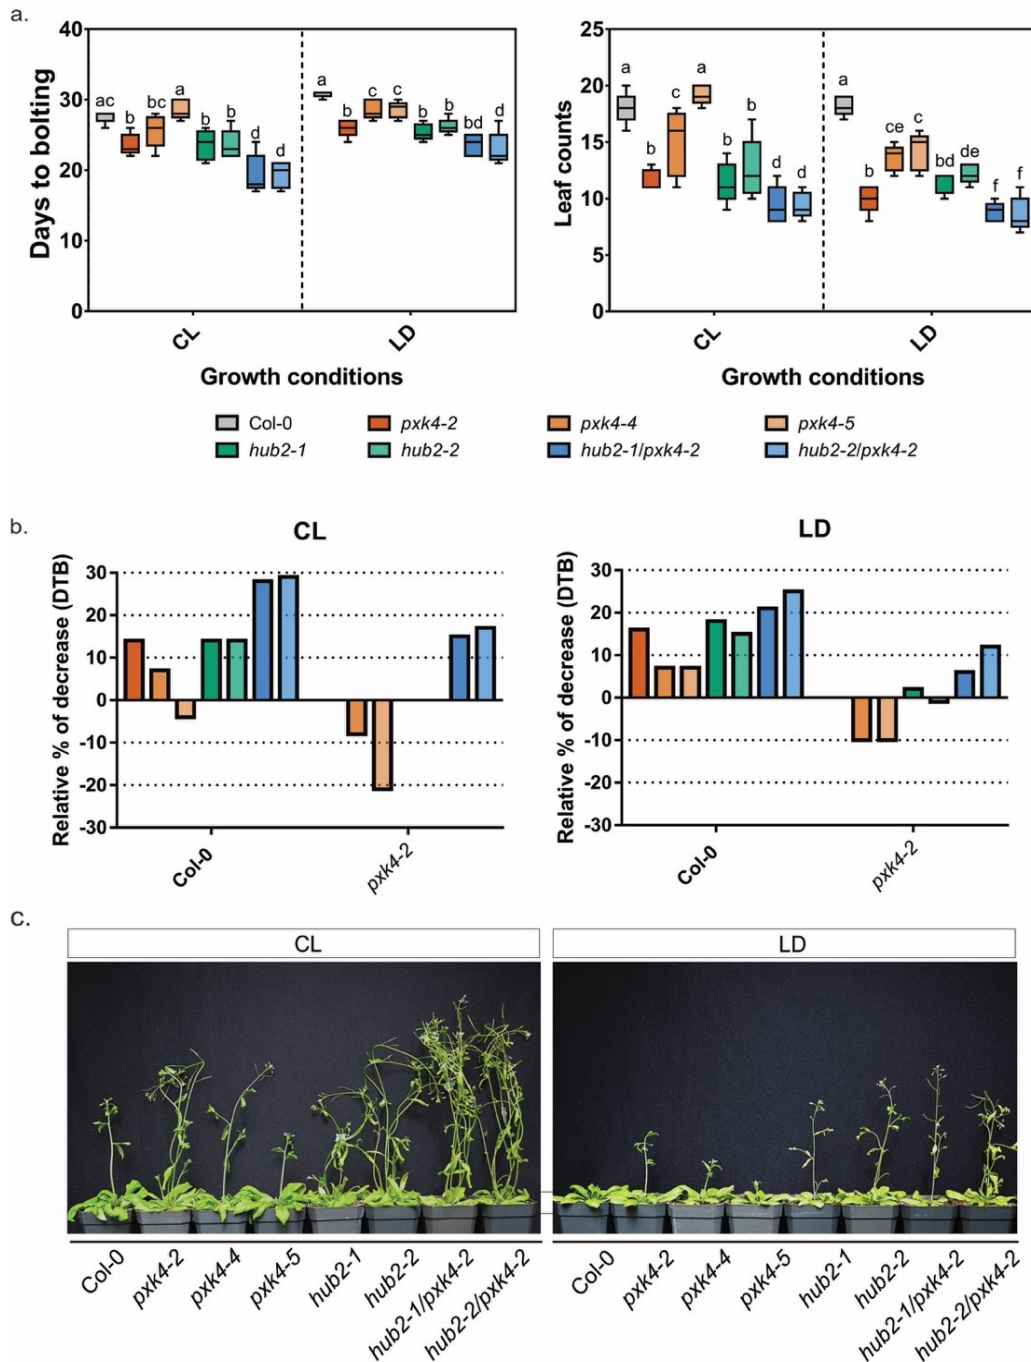 a.
Days to bolting
40
30
20
10
0
ac b bc a b b d d
a b c c b b bd d
CL LD
Growth conditions
Leaf counts
25
20
15
10
5
0
a b c a b b d d
a b ce c bd de f f
CL LD
Growth conditions
Col-0 pxk4-2 pxk4-4 pxk4-5
hub2-1 hub2-2 hub2-1/pxk4-2 hub2-2/pxk4-2
b.
CL
Relative % of decrease (DTB)
30
20
10
0
-10
-20
-30
Col-0 pxk4-2
LD
Relative % of decrease (DTB)
30
20
10
0
-10
-20
-30
Col-0 pxk4-2
c.
CL LD
Col-0 pxk4-2 pxk4-4 pxk4-5 hub2-1 hub2-2 hub2-1/pxk4-2 hub2-2/pxk4-2
Col-0 pxk4-2 pxk4-4 pxk4-5 hub2-1 hub2-2 hub2-1/pxk4-2 hub2-2/pxk4-2